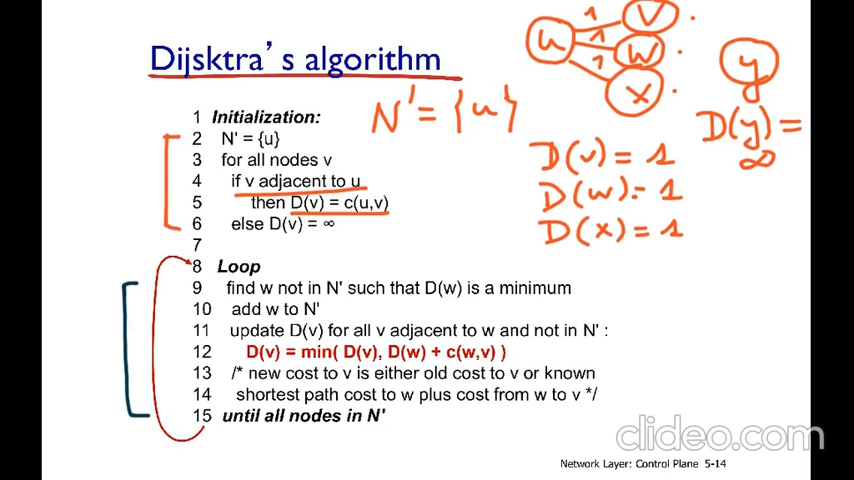 Dijsktra's algorithm
1 Initialization:
2 N' = {u}
3 for all nodes v
4 if v adjacent to u
5 then D(v) = c(u,v)
6 else D(v) = ∞
7
8 Loop
9 find w not in N' such that D(w) is a minimum
10 add w to N'
11 update D(v) for all v adjacent to w and not in N' :
12 D(v) = min( D(v), D(w) + c(w,v) )
13 /* new cost to v is either old cost to v or known
14 shortest path cost to w plus cost from w to v */
15 until all nodes in N'
N' = {u}
u
1
v
1
w
1
x
y
D(y) =
∞
D(v) = 1
D(w) = 1
D(x) = 1
clideo.com
Network Layer: Control Plane 5-14